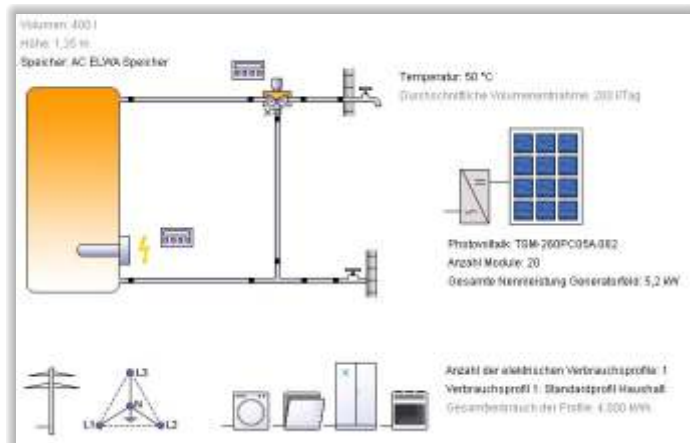 Volumen: 400 l
Höhe: 1,35 m
Speicher: AC ELWA Speicher
Temperatur: 50 °C
Durchschnittliche Volumenentnahme: 200 l/Tag
Photovoltaik: TSM-260PC05A.082
Anzahl Module: 20
Gesamte Nennleistung Generatorfeld: 5,2 kW
L3
N
L1
L2
Anzahl der elektrischen Verbrauchsprofile: 1
Verbrauchsprofil 1: Standardprofil Haushalt
Gesamtverbrauch der Profile: 4.000 kWh